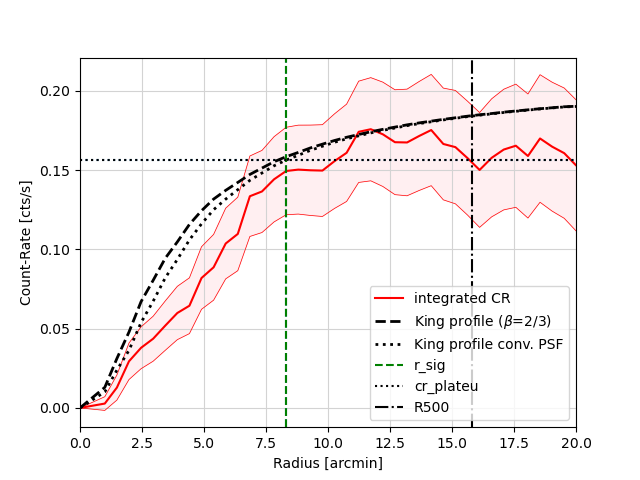 0.20
0.15
0.10
0.05
0.00
Count-Rate [cts/s]
integrated CR
King profile (β=2/3)
King profile conv. PSF
r_sig
cr_plateu
R500
0.0 2.5 5.0 7.5 10.0 12.5 15.0 17.5 20.0
Radius [arcmin]